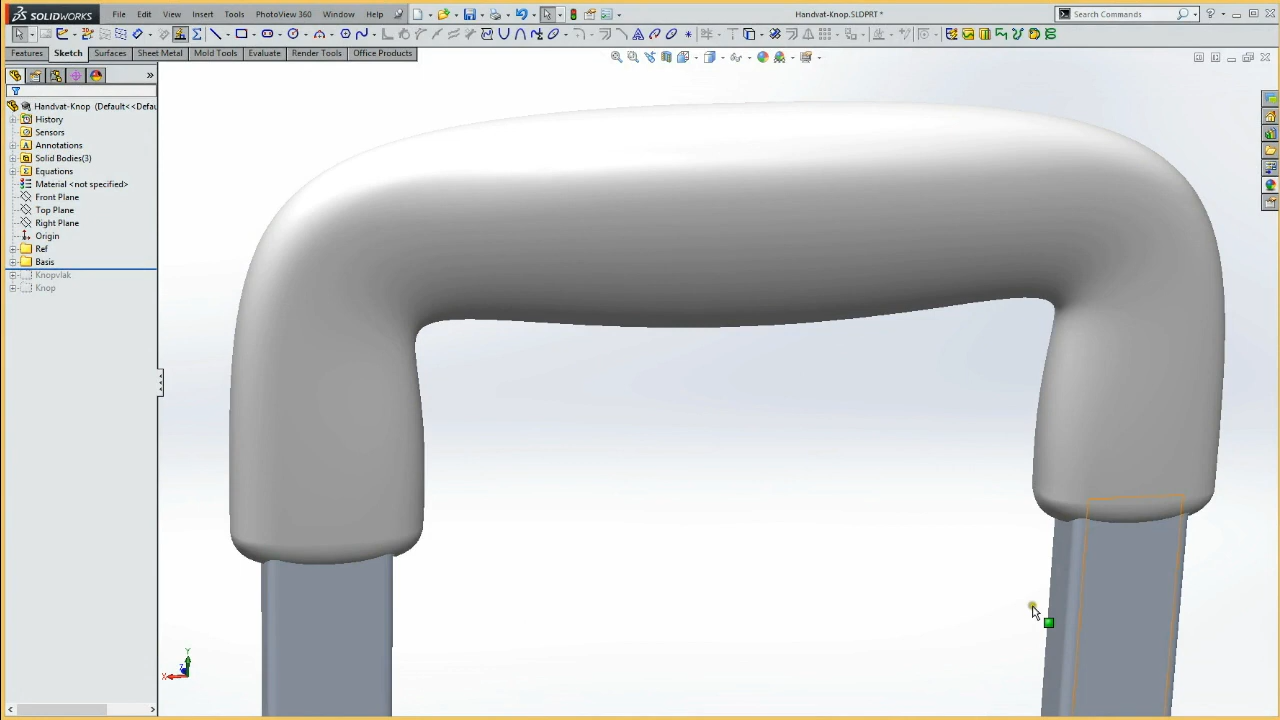 SOLIDWORKS File Edit View Insert Tools PhotoView 360 Window Help Handvat-Knop.SLDPRT * Search Commands
Features Sketch Surfaces Sheet Metal Mold Tools Evaluate Render Tools Office Products
Handvat-Knop (Default<<Defau
History
Sensors
Annotations
Solid Bodies(3)
Equations
Material <not specified>
Front Plane
Top Plane
Right Plane
Origin
Ref
Basis
Knopvlak
Knop
Y
X